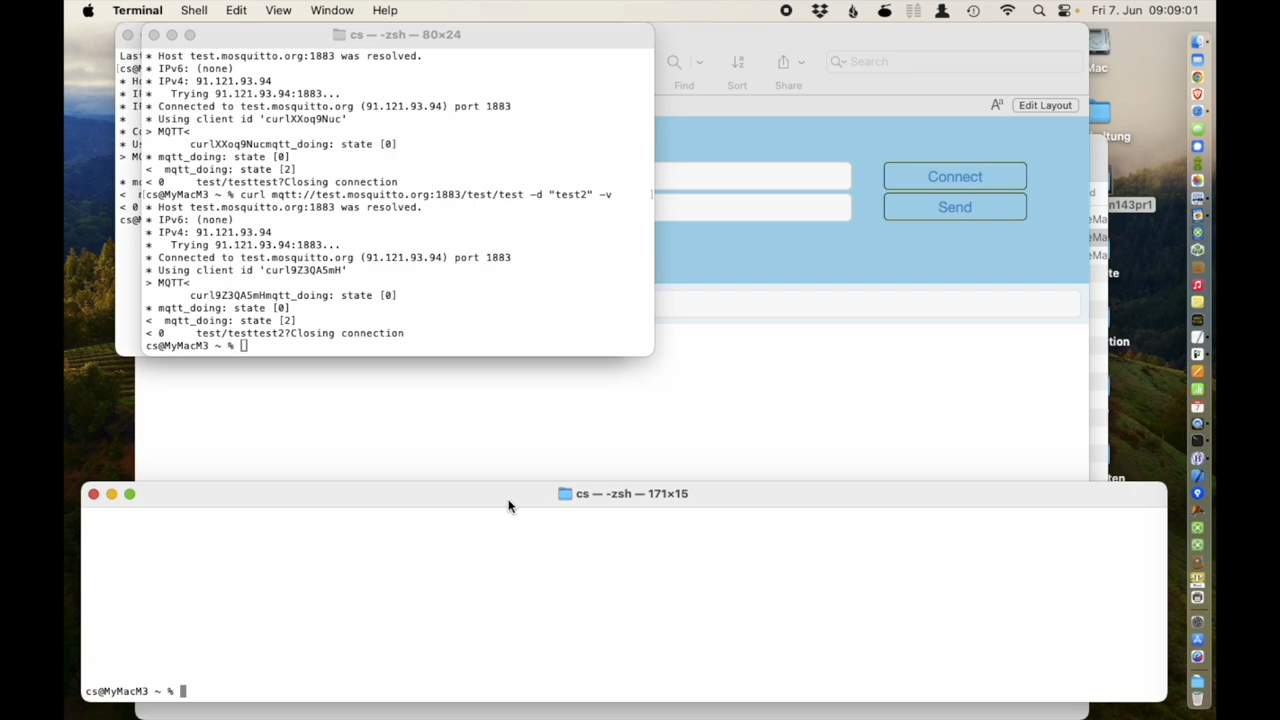 Terminal Shell Edit View Window Help Fri 7. Jun 09:09:01
cs — -zsh — 80×24
* Host test.mosquitto.org:1883 was resolved.
* IPv6: (none)
* IPv4: 91.121.93.94
* Trying 91.121.93.94:1883...
* Connected to test.mosquitto.org (91.121.93.94) port 1883
* Using client id 'curlXXoq9Nuc'
> MQTT<
curlXXoq9Nucmqtt_doing: state [0]
* mqtt_doing: state [0]
< mqtt_doing: state [2]
< 0 test/testtest?Closing connection
cs@MyMacM3 ~ % curl mqtt://test.mosquitto.org:1883/test/test -d "test2" -v
* Host test.mosquitto.org:1883 was resolved.
* IPv6: (none)
* IPv4: 91.121.93.94
* Trying 91.121.93.94:1883...
* Connected to test.mosquitto.org (91.121.93.94) port 1883
* Using client id 'curl9Z3QA5mH'
> MQTT<
curl9Z3QA5mHmqtt_doing: state [0]
* mqtt_doing: state [0]
< mqtt_doing: state [2]
< 0 test/testtest2?Closing connection
cs@MyMacM3 ~ %
Search
Find Sort Share
Aª Edit Layout
Connect
Send
Mac
n143pr1
cs — -zsh — 171×15
cs@MyMacM3 ~ %